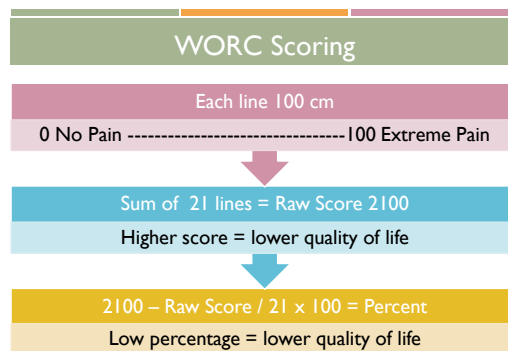 WORC Scoring
Each line 100 cm
0 No Pain ---------------------------------100 Extreme Pain
Sum of 21 lines = Raw Score 2100
Higher score = lower quality of life
2100 – Raw Score / 21 x 100 = Percent
Low percentage = lower quality of life